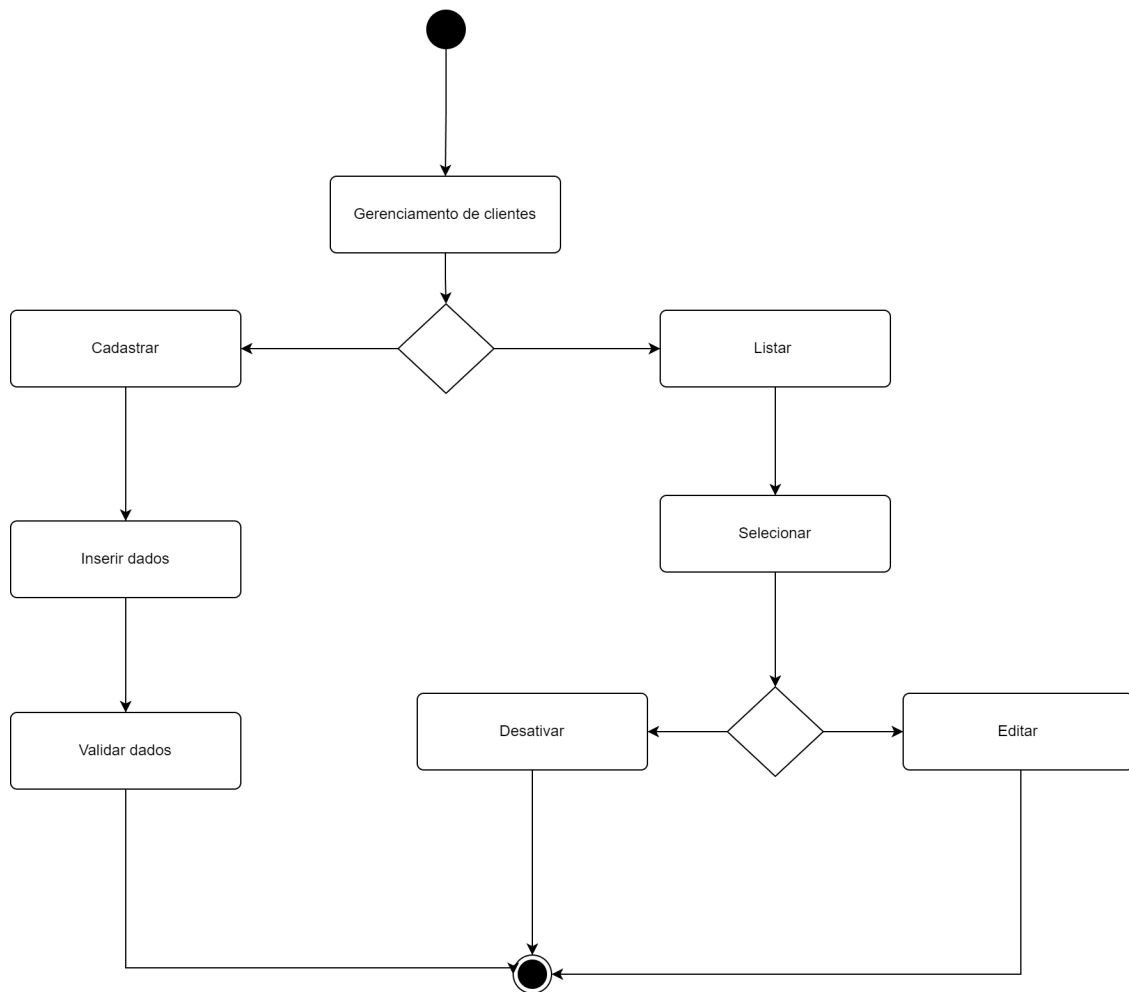 Gerenciamento de clientes
Cadastrar
Listar
Selecionar
Inserir dados
Desativar
Editar
Validar dados